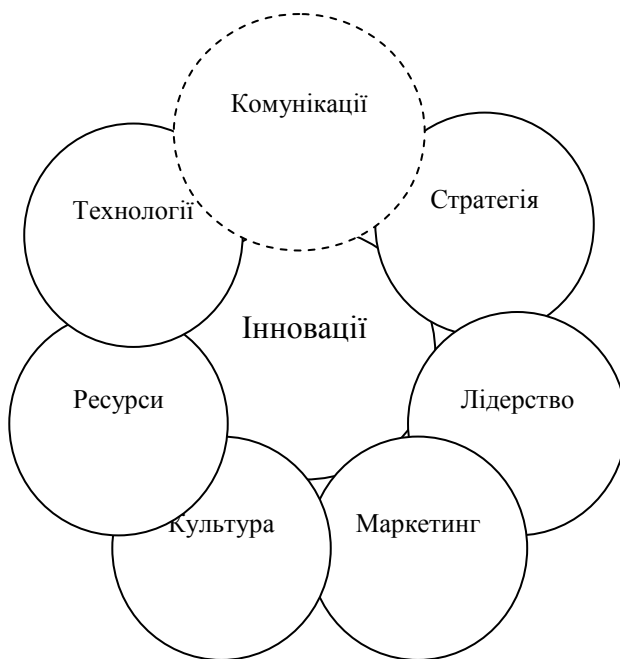 Комунікації
Технології
Стратегія
Інновації
Ресурси
Лідерство
Культура
Маркетинг